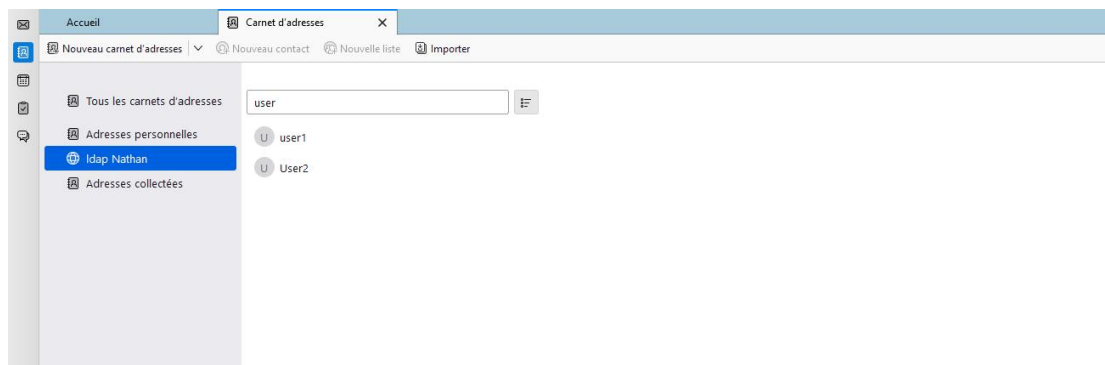 Accueil
Carnet d'adresses
Nouveau carnet d'adresses
Nouveau contact
Nouvelle liste
Importer
Tous les carnets d'adresses
Adresses personnelles
ldap Nathan
Adresses collectées
user
U user1
U User2